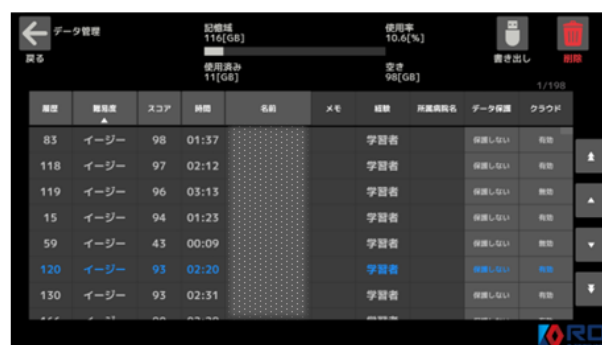 データ管理
記憶域
116[GB]
使用率
10.6[%]
戻る
使用済み
11[GB]
空き
98[GB]
書き出し
削除
1/198
履歴 難易度 スコア 時間 名前 メモ 経験 所属病院名 データ保護 クラウド
83 イージー 98 01:37 学習者 保護しない 有効
118 イージー 97 02:12 学習者 保護しない 有効
119 イージー 96 03:13 学習者 保護しない 無効
15 イージー 94 01:23 学習者 保護しない 有効
59 イージー 43 00:09 学習者 保護しない 無効
120 イージー 93 02:20 学習者 保護しない 有効
130 イージー 93 02:31 学習者 保護しない 有効
RC